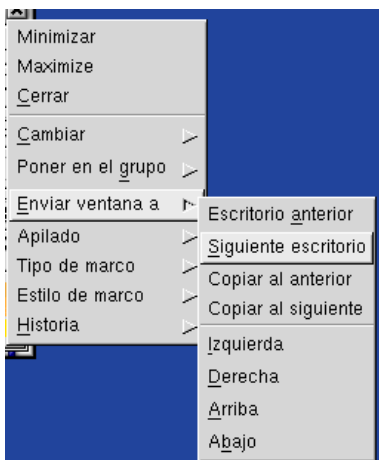 Minimizar
Maximize
Cerrar
Cambiar
Poner en el grupo
Enviar ventana a
Apilado
Tipo de marco
Estilo de marco
Historia
Escritorio anterior
Siguiente escritorio
Copiar al anterior
Copiar al siguiente
Izquierda
Derecha
Arriba
Abajo